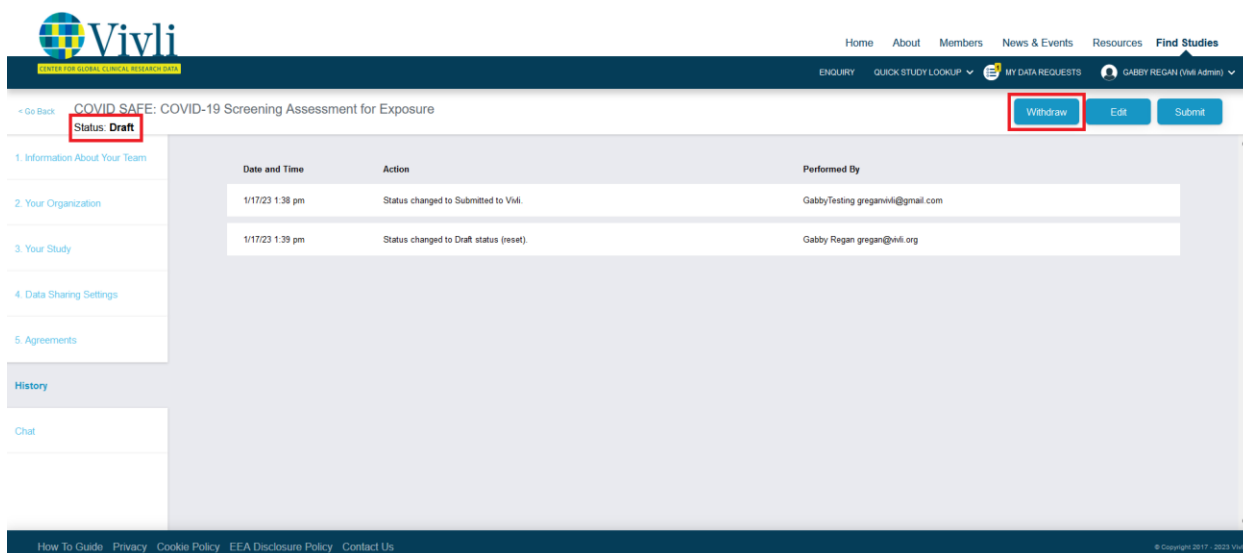 Vivli
CENTER FOR GLOBAL CLINICAL RESEARCH DATA
Home About Members News & Events Resources Find Studies
ENQUIRY QUICK STUDY LOOKUP MY DATA REQUESTS GABBY REGAN (Vivli Admin)
< Go Back COVID SAFE: COVID-19 Screening Assessment for Exposure
Status: Draft
Withdraw Edit Submit
1. Information About Your Team
2. Your Organization
3. Your Study
4. Data Sharing Settings
5. Agreements
History
Chat
Date and Time Action Performed By
1/17/23 1:38 pm Status changed to Submitted to Vivli. GabbyTesting greganvivli@gmail.com
1/17/23 1:39 pm Status changed to Draft status (reset). Gabby Regan gregan@vivli.org
How To Guide Privacy Cookie Policy EEA Disclosure Policy Contact Us
© Copyright 2017 - 2023